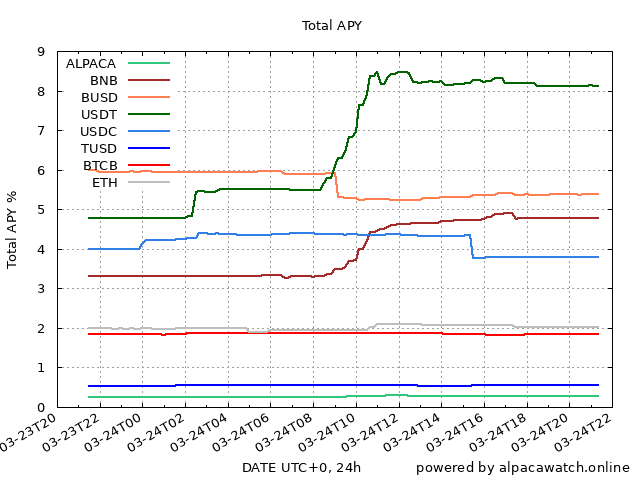 Total APY
ALPACA
BNB
BUSD
USDT
USDC
TUSD
BTCB
ETH
Total APY %
9
8
7
6
5
4
3
2
1
0
03-23T20
03-23T22
03-24T00
03-24T02
03-24T04
03-24T06
03-24T08
03-24T10
03-24T12
03-24T14
03-24T16
03-24T18
03-24T20
03-24T22
DATE UTC+0, 24h
powered by alpacawatch.online